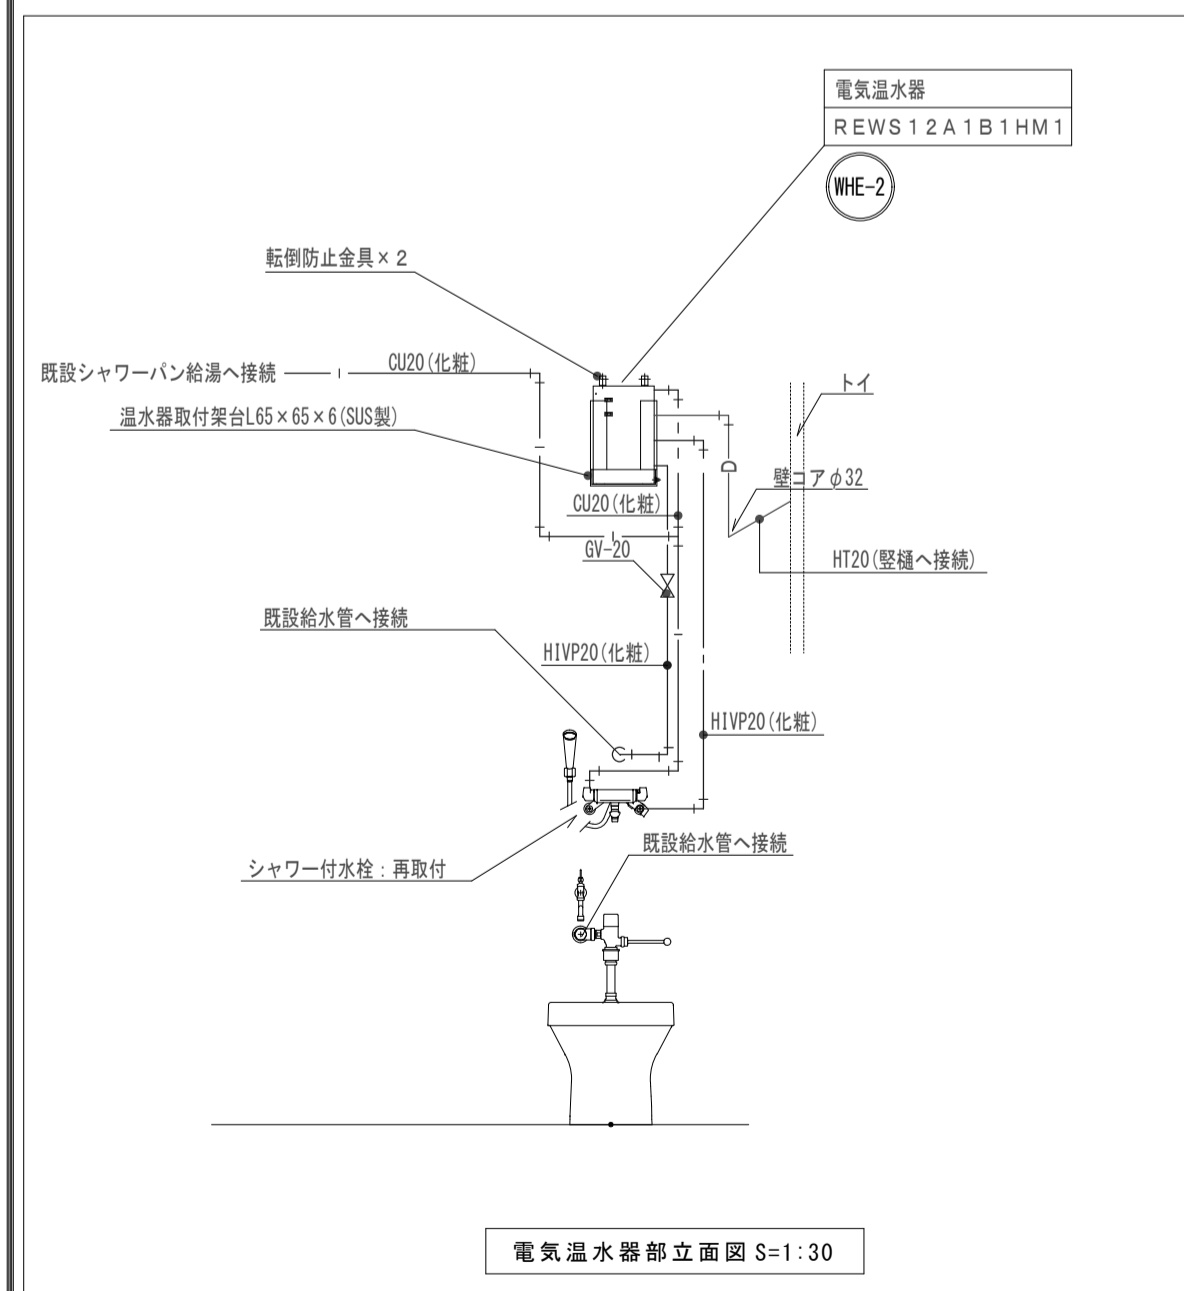 電気温水器
ＲＥＷＳ１２Ａ１Ｂ１ＨＭ１
WHE-2
転倒防止金具×２
既設シャワーパン給湯へ接続
CU20(化粧)
トイ
温水器取付架台L65×65×6(SUS製)
D
壁コアφ32
CU20(化粧)
GV-20
HT20(竪樋へ接続)
既設給水管へ接続
HIVP20(化粧)
HIVP20(化粧)
既設給水管へ接続
シャワー付水栓：再取付
電気温水器部立面図 S=1:30